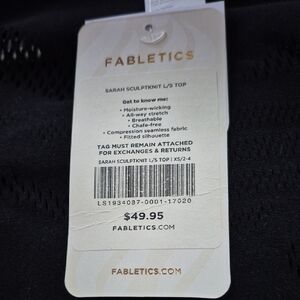 FABLETICS
SARAH SCULPTKNIT L/S TOP
Get to know me:
• Moisture-wicking
• All-way stretch
• Breathable
• Chafe-free
• Compression seamless fabric
• Fitted silhouette
TAG MUST REMAIN ATTACHED
FOR EXCHANGES & RETURNS
SARAH SCULPTKNIT L/S TOP | XS/2-4
LS1934087-0001-17020
$49.95
FABLETICS.COM
FABLETICS.COM